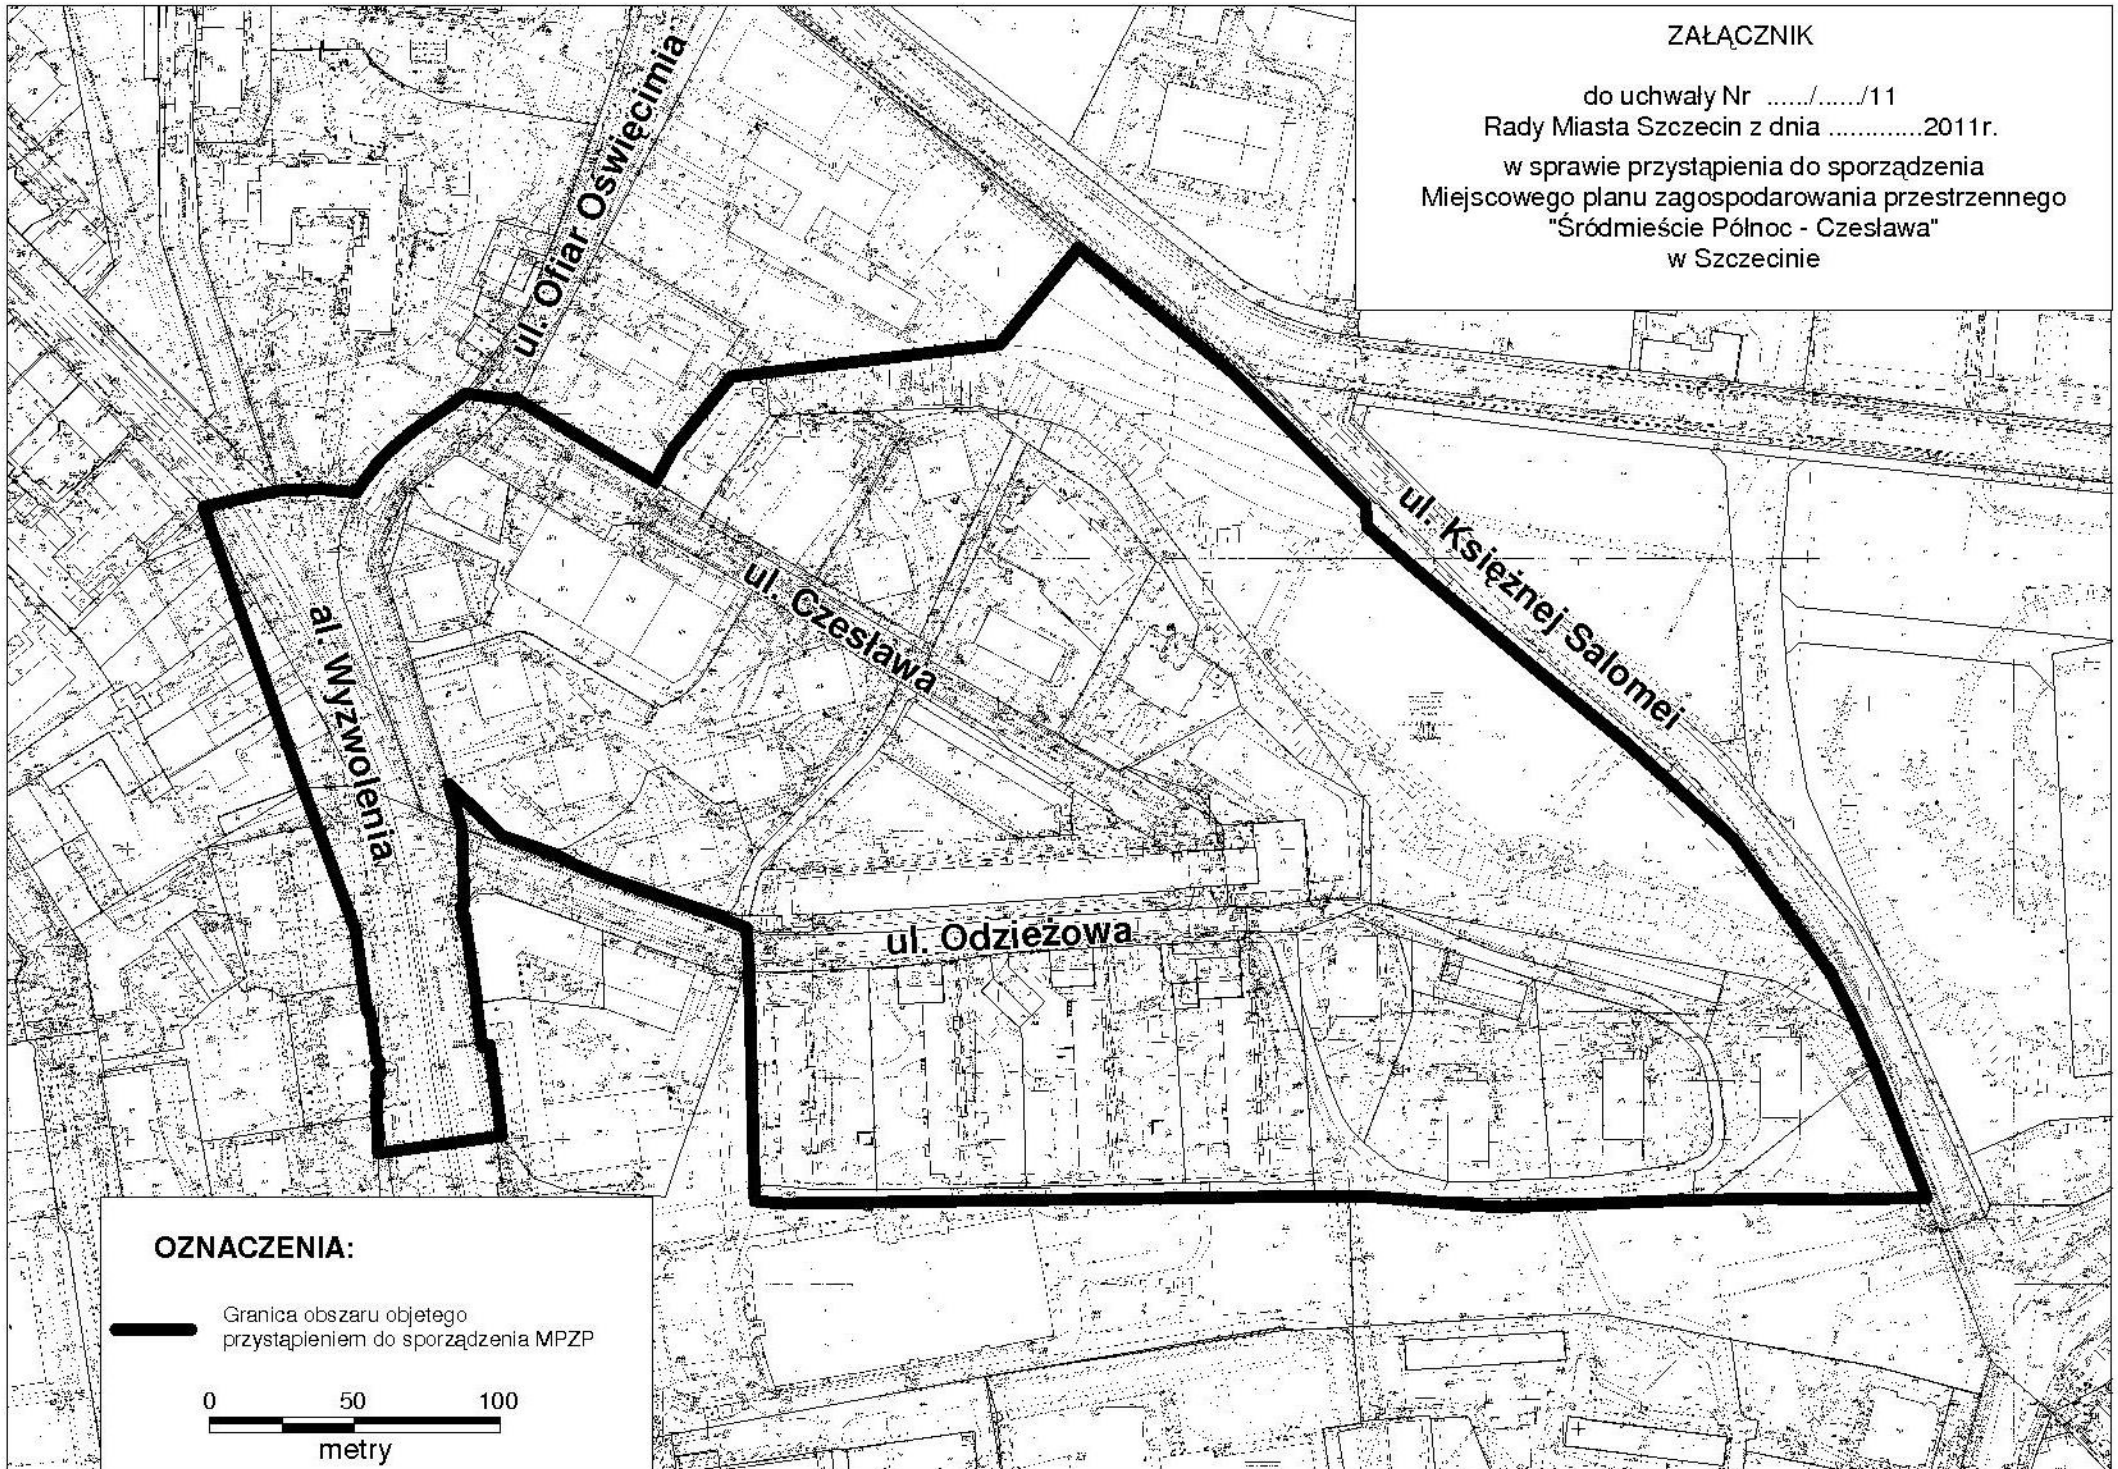 ZAŁĄCZNIK
do uchwały Nr ....../....../11
Rady Miasta Szczecin z dnia .............2011r.
w sprawie przystąpienia do sporządzenia
Miejscowego planu zagospodarowania przestrzennego
"Śródmieście Północ - Czesława"
w Szczecinie
ul. Ofiar Oświęcimia
ul. Księżnej Salomei
ul. Czesława
al. Wyzwolenia
ul. Odzieżowa
OZNACZENIA:
Granica obszaru objetego
przystąpieniem do sporządzenia MPZP
0 50 100
metry